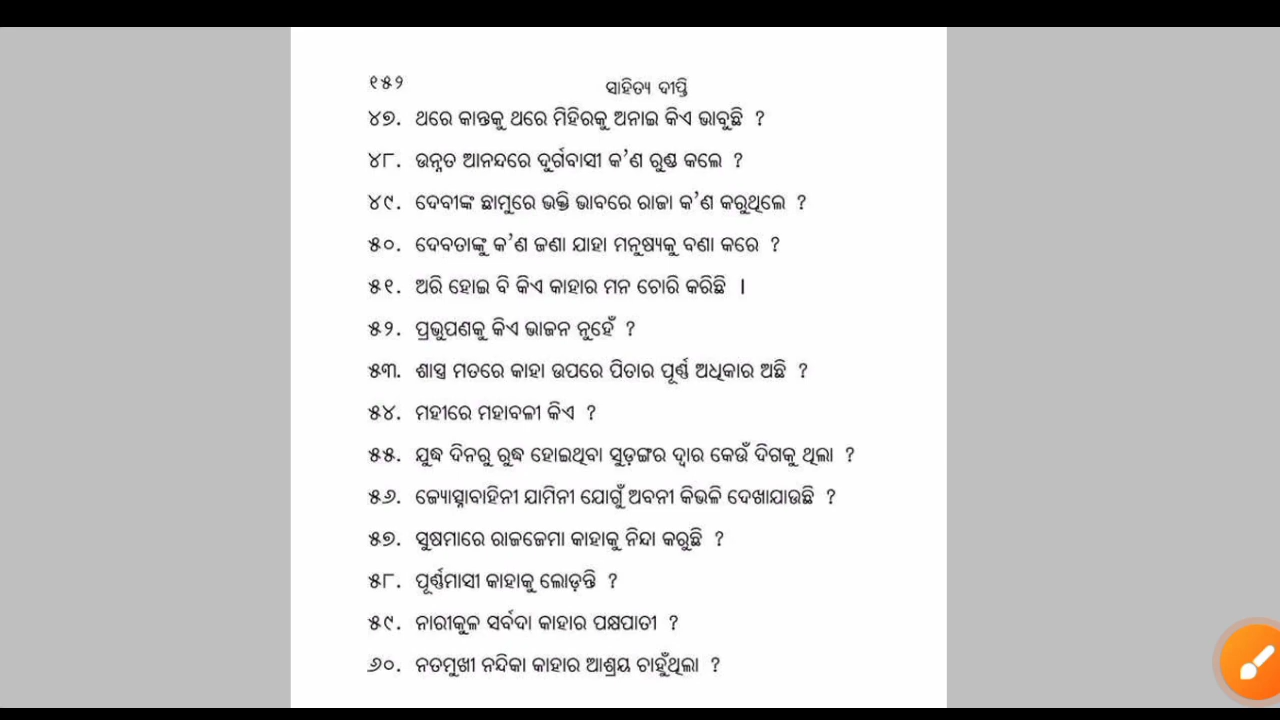 ୧୫୨ ସାହିତ୍ୟ ଦୀପ୍ତି
୪୭. ଥରେ କାନ୍ତକୁ ଥରେ ମିହିରକୁ ଅନାଇ କିଏ ଭାବୁଛି ?
୪୮. ଉନ୍ନତ ଆନନ୍ଦରେ ଦୁର୍ଗବାସୀ କ'ଣ ରୁଣ୍ଡ କଲେ ?
୪୯. ଦେବୀଙ୍କ ଛାମୁରେ ଭକ୍ତି ଭାବରେ ରାଜା କ'ଣ କରୁଥିଲେ ?
୫୦. ଦେବତାଙ୍କୁ କ'ଣ ଜଣା ଯାହା ମନୁଷ୍ୟକୁ ବଣା କରେ ?
୫୧. ଅରି ହୋଇ ବି କିଏ କାହାର ମନ ଚୋରି କରିଛି ।
୫୨. ପ୍ରଭୁପଣକୁ କିଏ ଭାଜନ ନୁହେଁ ?
୫୩. ଶାସ୍ତ୍ର ମତରେ କାହା ଉପରେ ପିତାର ପୂର୍ଣ୍ଣ ଅଧିକାର ଅଛି ?
୫୪. ମହୀରେ ମହାବଳୀ କିଏ ?
୫୫. ଯୁଦ୍ଧ ଦିନରୁ ରୁଦ୍ଧ ହୋଇଥିବା ସୁଡ଼ଙ୍ଗର ଦ୍ୱାର କେଉଁ ଦିଗକୁ ଥିଲା ?
୫୬. ଜ୍ୟୋସ୍ନାବାହିନୀ ଯାମିନୀ ଯୋଗୁଁ ଅବନୀ କିଭଳି ଦେଖାଯାଉଛି ?
୫୭. ସୁଷମାରେ ରାଜଜେମା କାହାକୁ ନିନ୍ଦା କରୁଛି ?
୫୮. ପୂର୍ଣ୍ଣମାସୀ କାହାକୁ ଲୋଡ଼ନ୍ତି ?
୫୯. ନାରୀକୁଳ ସର୍ବଦା କାହାର ପକ୍ଷପାତୀ ?
୬୦. ନତମୁଖୀ ନନ୍ଦିକା କାହାର ଆଶ୍ରୟ ଚାହୁଁଥିଲା ?